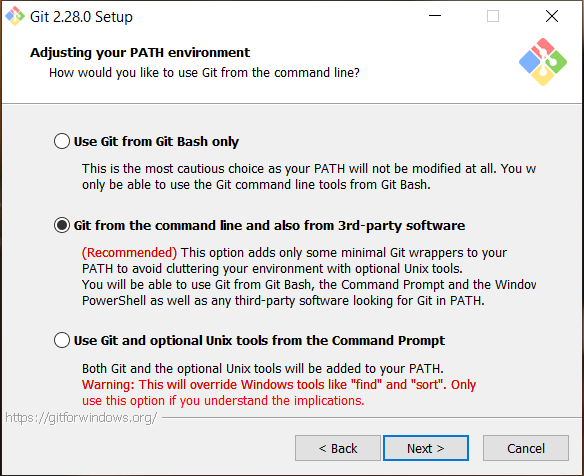 Git 2.28.0 Setup
Adjusting your PATH environment
How would you like to use Git from the command line?
Use Git from Git Bash only
This is the most cautious choice as your PATH will not be modified at all. You w
only be able to use the Git command line tools from Git Bash.
Git from the command line and also from 3rd-party software
(Recommended) This option adds only some minimal Git wrappers to your
PATH to avoid cluttering your environment with optional Unix tools.
You will be able to use Git from Git Bash, the Command Prompt and the Window
PowerShell as well as any third-party software looking for Git in PATH.
Use Git and optional Unix tools from the Command Prompt
Both Git and the optional Unix tools will be added to your PATH.
Warning: This will override Windows tools like "find" and "sort". Only
use this option if you understand the implications.
https://gitforwindows.org/
< Back Next > Cancel